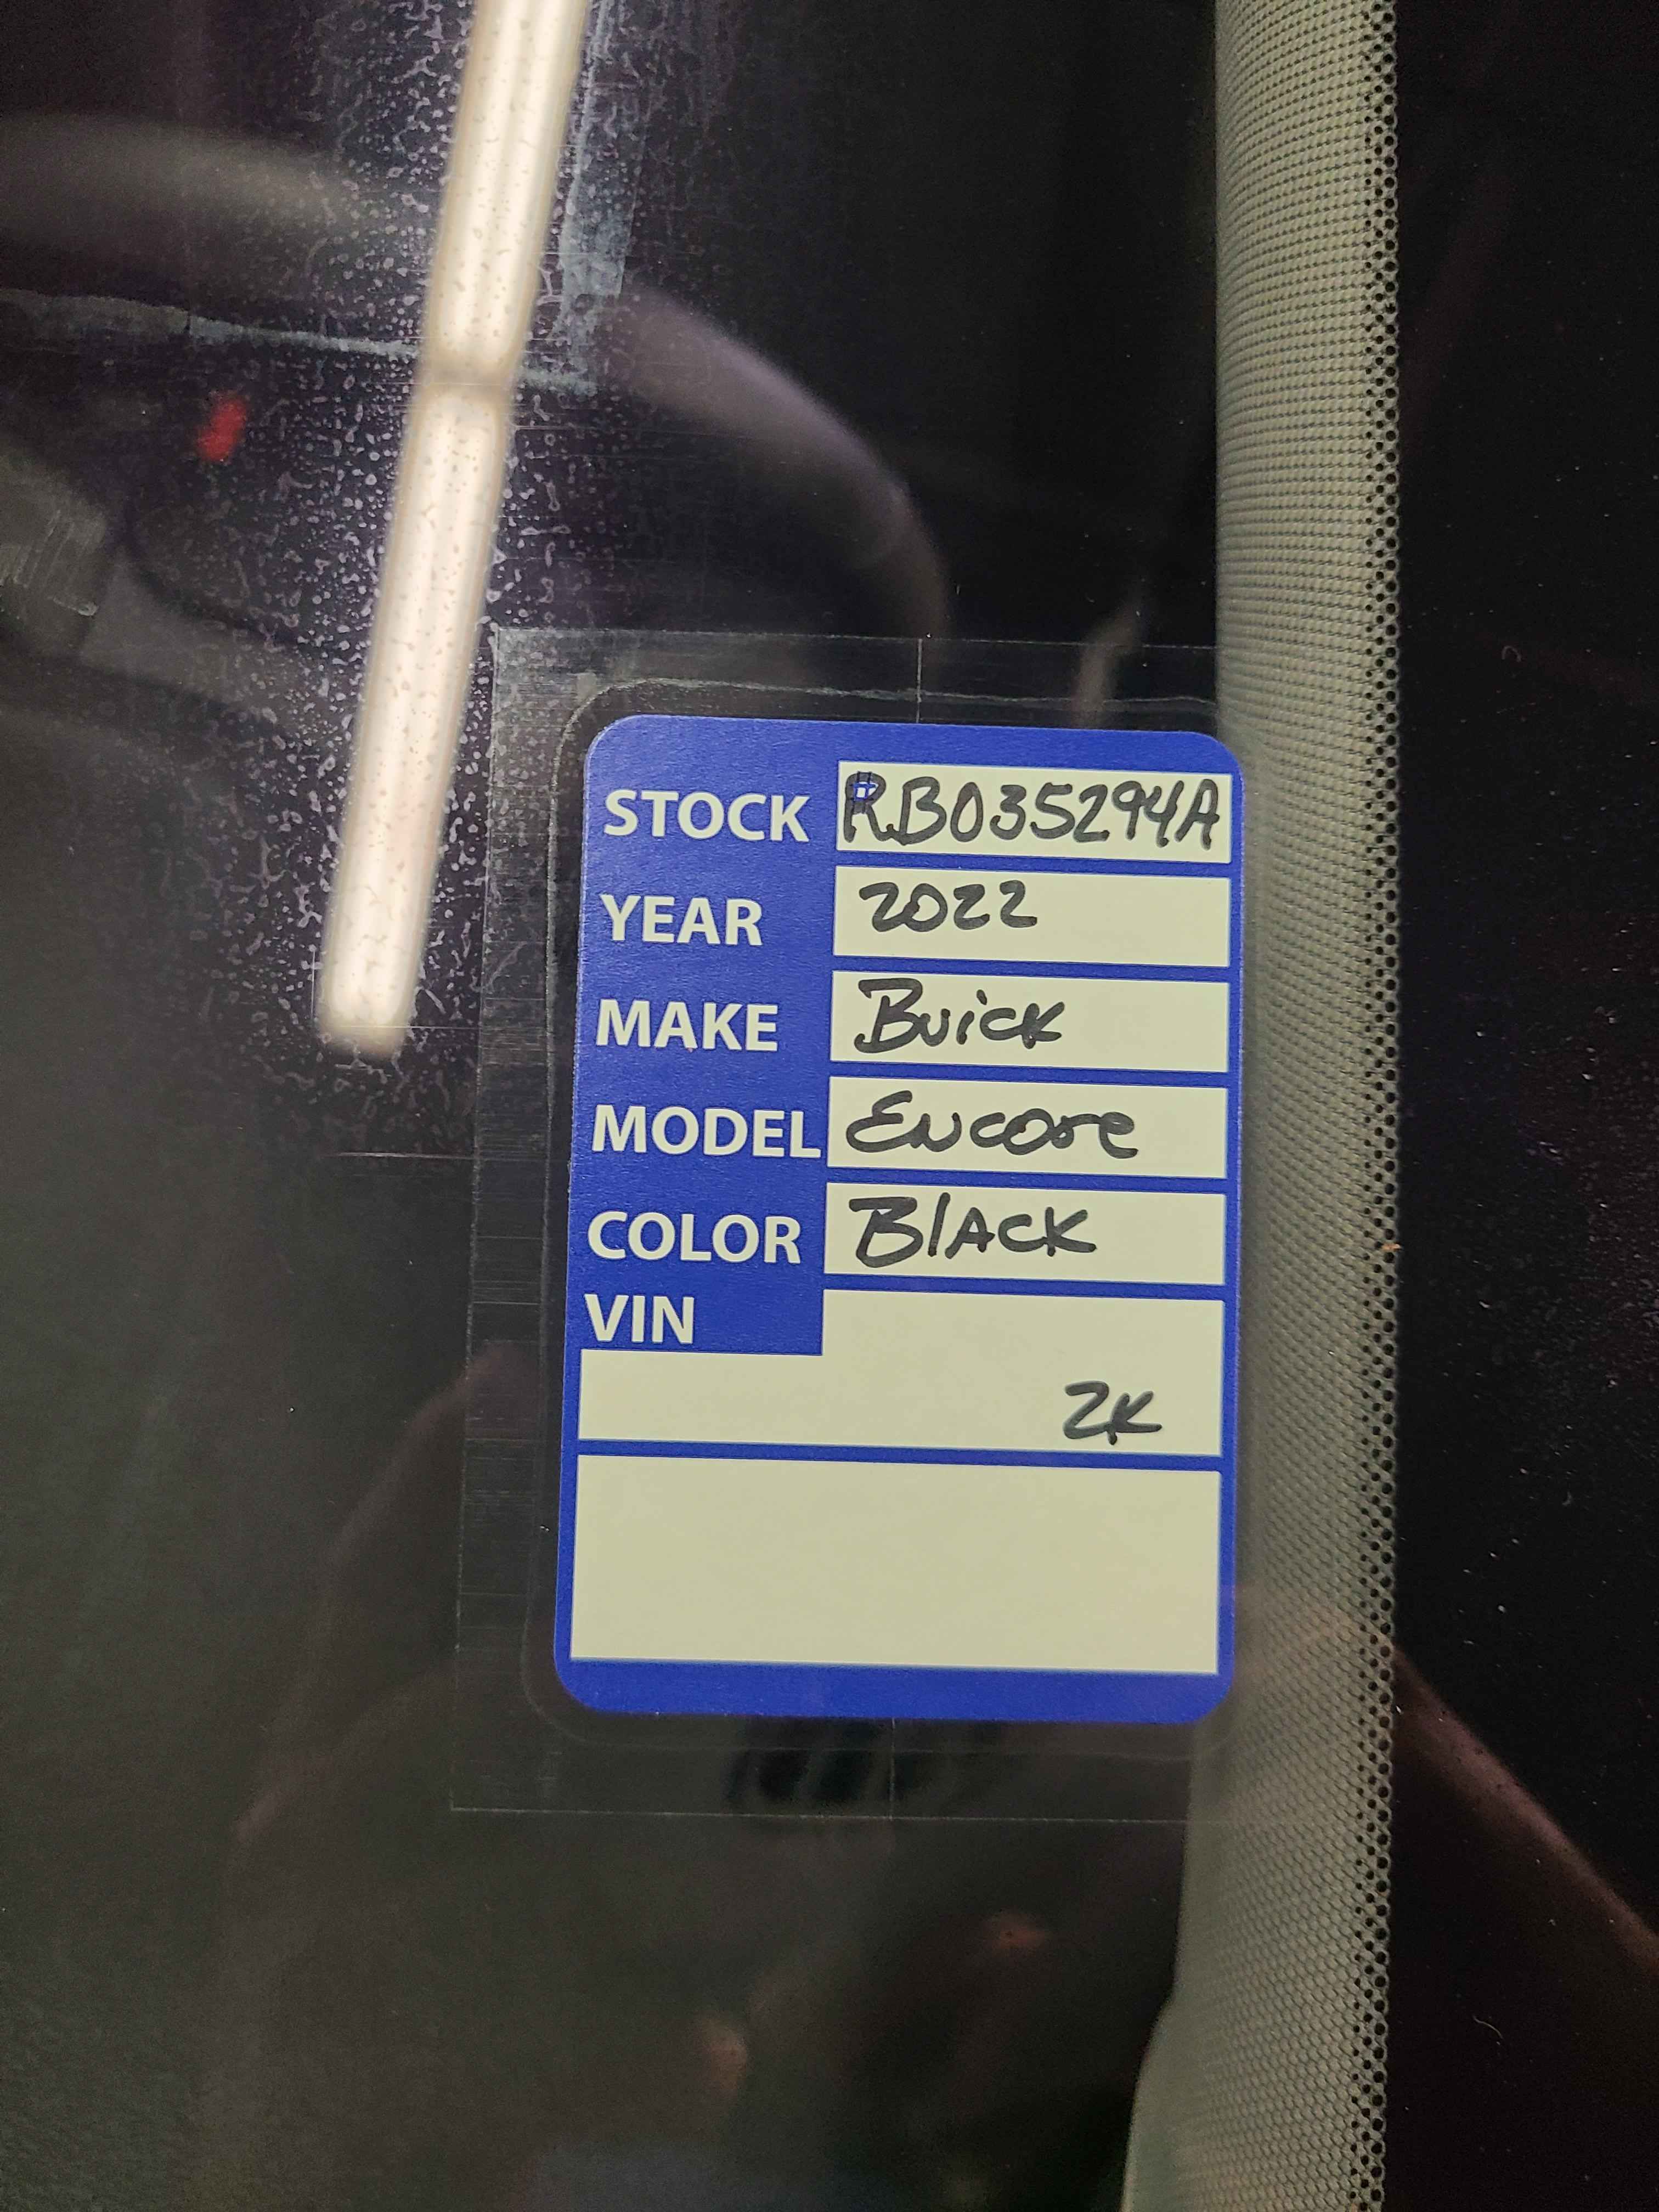 STOCK RB035294A
YEAR 2022
MAKE Buick
MODEL Encore
COLOR BlACK
VIN
2K